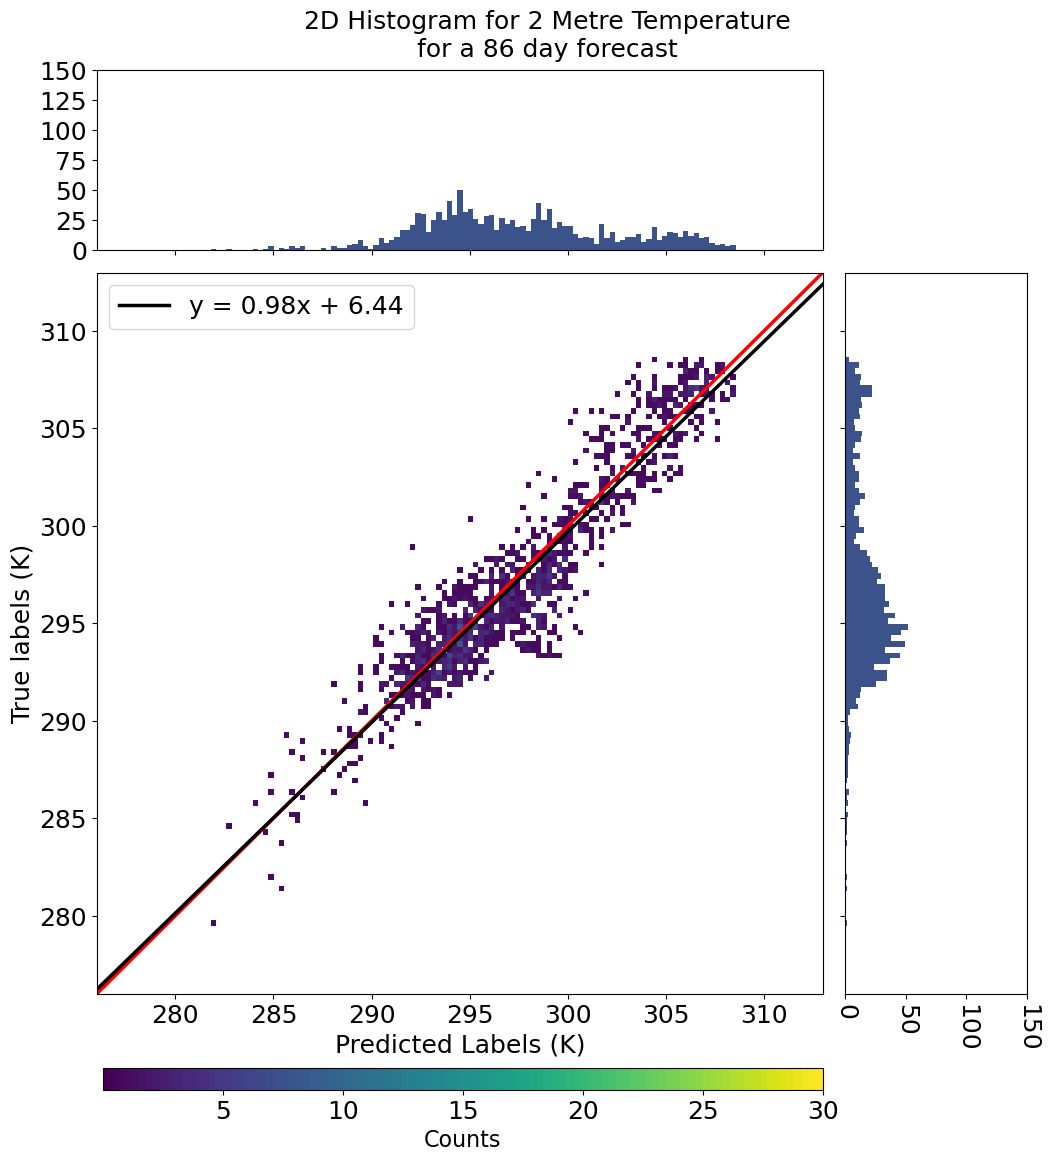 2D Histogram for 2 Metre Temperature
for a 86 day forecast
150
125
100
75
50
25
0
y = 0.98x + 6.44
310
305
300
295
290
285
280
True labels (K)
280 285 290 295 300 305 310
Predicted Labels (K)
0 50 100 150
5 10 15 20 25 30
Counts